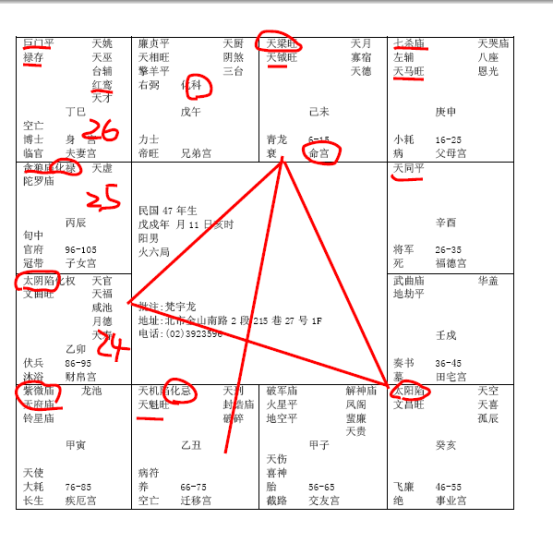 巨门平 天姚
禄存 天巫
台辅
红鸾
天才
丁巳
空亡
博士 身 宫 26
临官 夫妻宫
廉贞平 天厨
天相旺 阴煞
擎羊平 三台
右弼 化科
戊午
力士
帝旺 兄弟宫
天梁旺 天月
天钺旺 寡宿
天德
己未
青龙 6-15
衰 命宫
七杀庙 天哭庙
左辅 八座
天马旺 恩光
庚申
小耗 16-25
病 父母宫
贪狼庙化禄 天虚
陀罗庙
25
丙辰
旬中
官府 96-105
冠带 子女宫
民国 47 年生
戊戌年 月 11 日亥时
阳男
火六局
批注:梵宇龙
地址:北市金山南路 2 段 215 巷 27 号 1F
电话:(02)3923596
天同平
辛酉
将军 26-35
死 福德宫
太阴陷化权 天官
文曲旺 天福
咸池
月德
天寿
乙卯 24
伏兵 86-95
沐浴 财帛宫
武曲庙 华盖
地劫平
壬戌
奏书 36-45
墓 田宅宫
紫微庙 龙池
天府庙
铃星庙
甲寅
天使
大耗 76-85
长生 疾厄宫
天机陷化忌 天刑
天魁旺 封诰庙
破碎
乙丑
病符
养 66-75
空亡 迁移宫
破军庙 解神庙
火星平 凤阁
地空平 蜚廉
天贵
甲子
天伤
喜神
胎 56-65
截路 交友宫
太阳陷 天空
文昌旺 天喜
孤辰
癸亥
飞廉 46-55
绝 事业宫